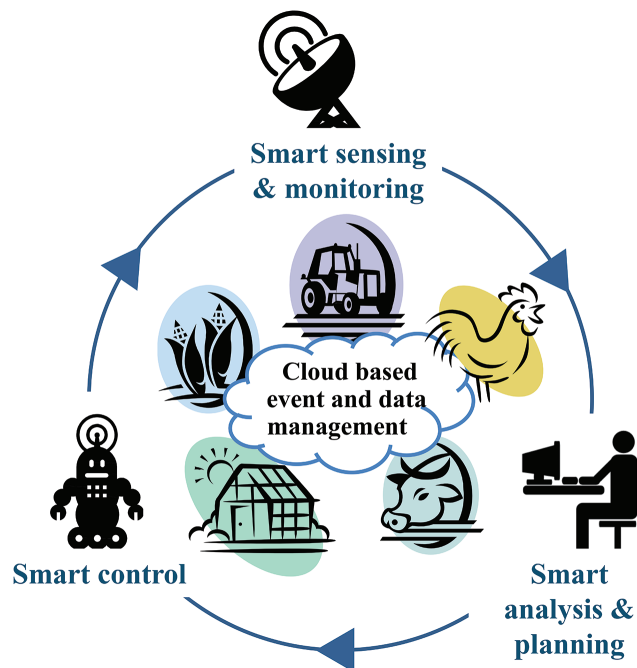 Smart sensing
& monitoring
Cloud based
event and data
management
Smart control
Smart
analysis &
planning